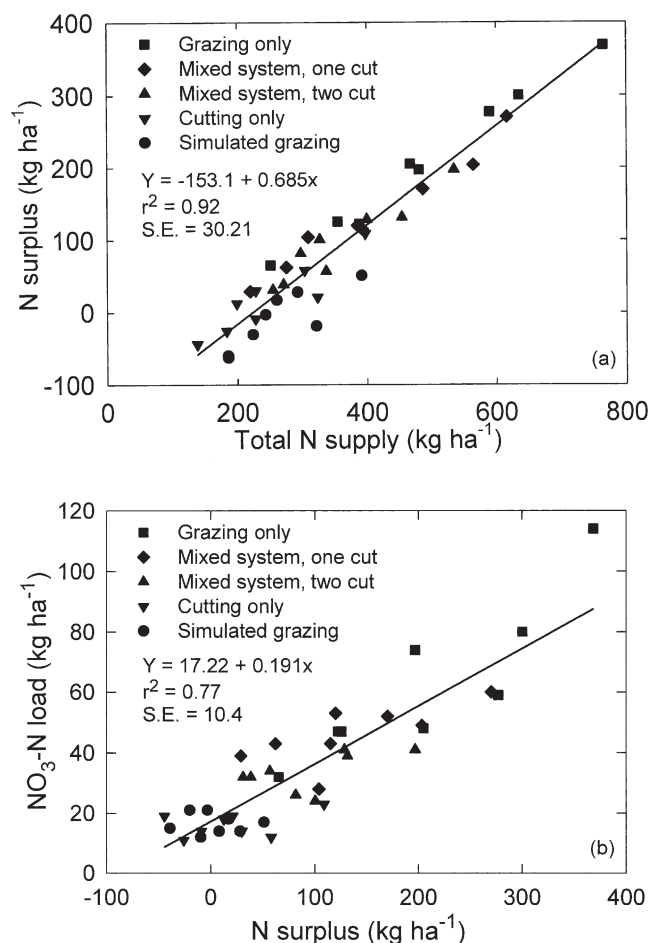 400
300
200
100
0
-100
N surplus (kg ha-1)
Grazing only
Mixed system, one cut
Mixed system, two cut
Cutting only
Simulated grazing
Y = -153.1 + 0.685x
r2 = 0.92
S.E. = 30.21
(a)
0 200 400 600 800
Total N supply (kg ha-1)
120
100
80
60
40
20
0
NO3-N load (kg ha-1)
Grazing only
Mixed system, one cut
Mixed system, two cut
Cutting only
Simulated grazing
Y = 17.22 + 0.191x
r2 = 0.77
S.E. = 10.4
(b)
-100 0 100 200 300 400
N surplus (kg ha-1)